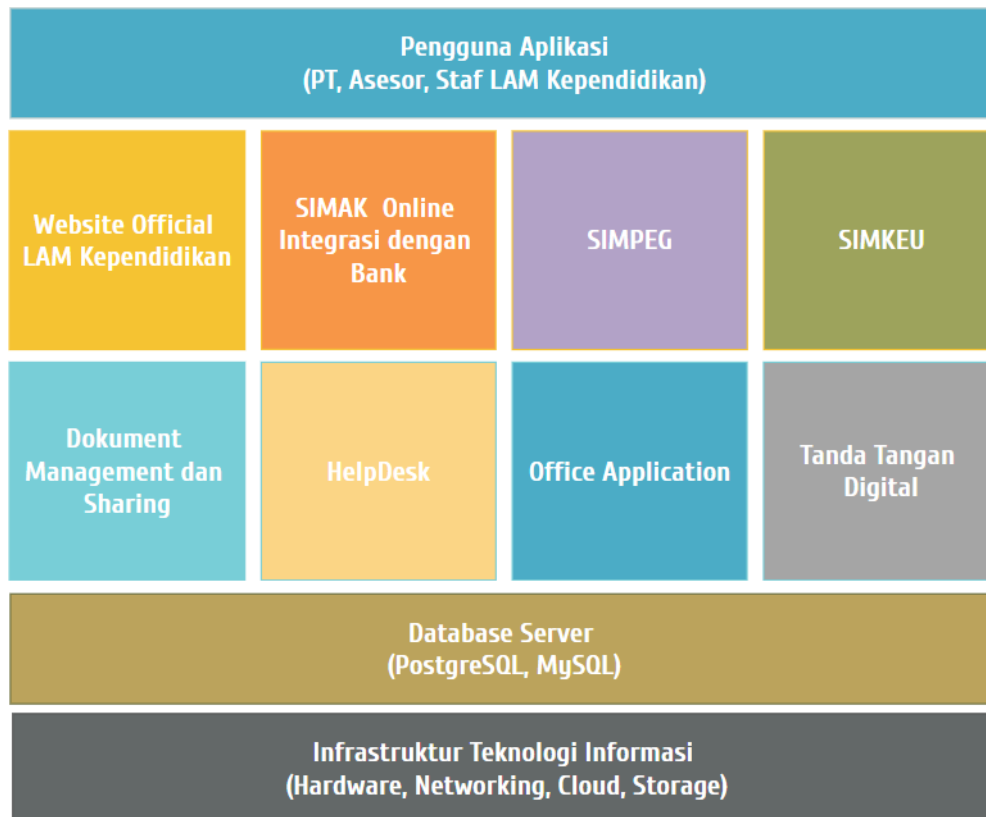 Pengguna Aplikasi
(PT, Asesor, Staf LAM Kependidikan)
Website Official
LAM Kependidikan
SIMAK Online
Integrasi dengan
Bank
SIMPEG
SIMKEU
Dokument
Management dan
Sharing
HelpDesk
Office Application
Tanda Tangan
Digital
Database Server
(PostgreSQL, MySQL)
Infrastruktur Teknologi Informasi
(Hardware, Networking, Cloud, Storage)